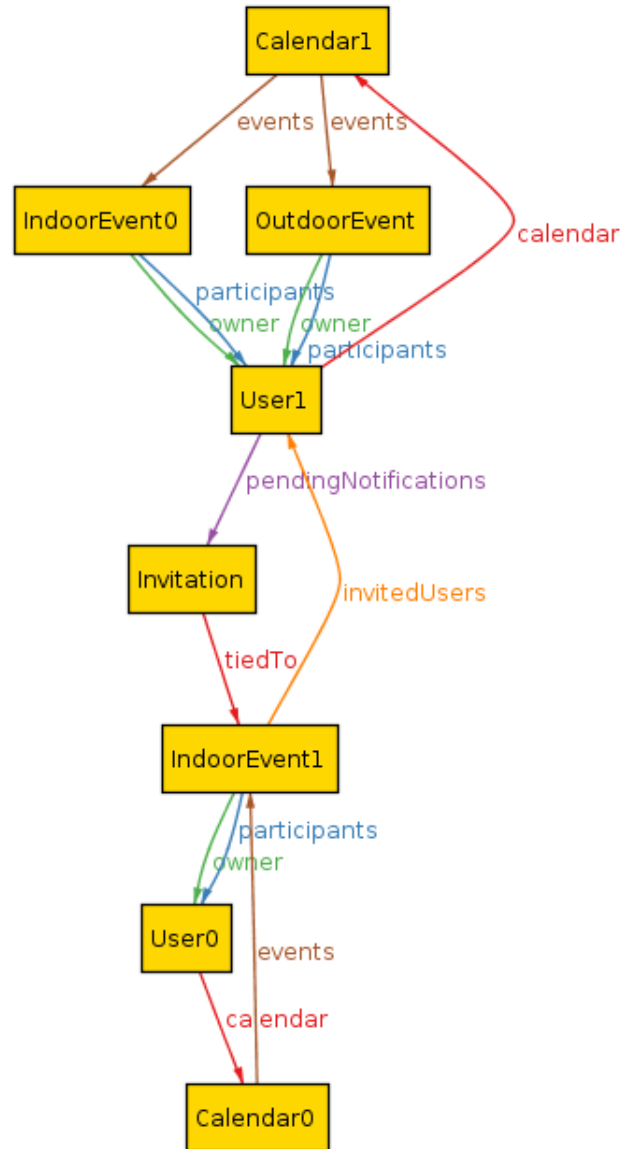 Calendar1
events events
calendar
IndoorEvent0 OutdoorEvent
participants
owner owner
participants
User1
pendingNotifications
Invitation
invitedUsers
tiedTo
IndoorEvent1
participants
owner
User0
events
calendar
Calendar0